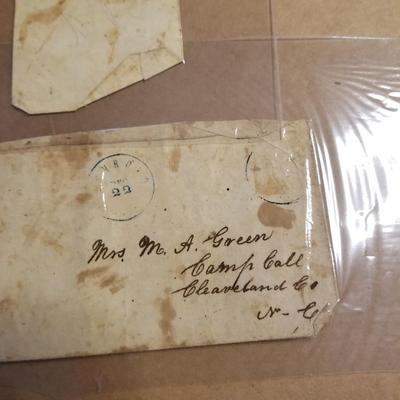 22
Mrs. M. A. Green
Camp Call
Cleaveland Co
N-C